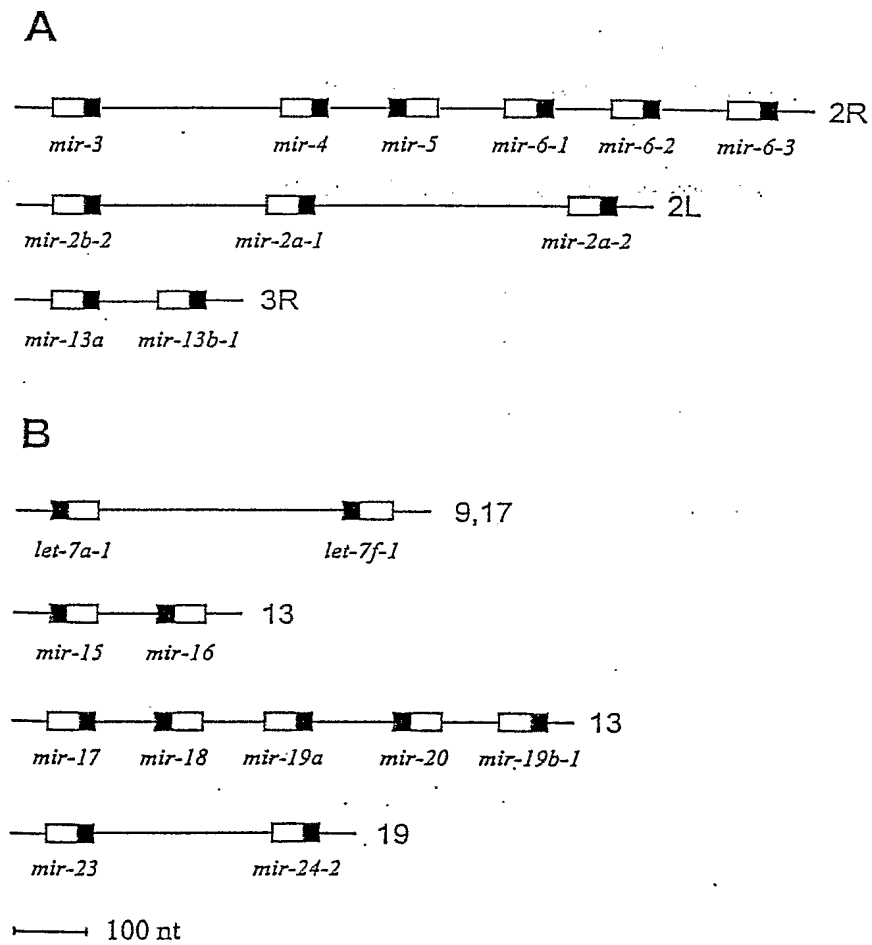 A
2R
mir-3 mir-4 mir-5 mir-6-1 mir-6-2 mir-6-3
2L
mir-2b-2 mir-2a-1 mir-2a-2
3R
mir-13a mir-13b-1
B
9,17
let-7a-1 let-7f-1
13
mir-15 mir-16
13
mir-17 mir-18 mir-19a mir-20 mir-19b-1
19
mir-23 mir-24-2
100 nt